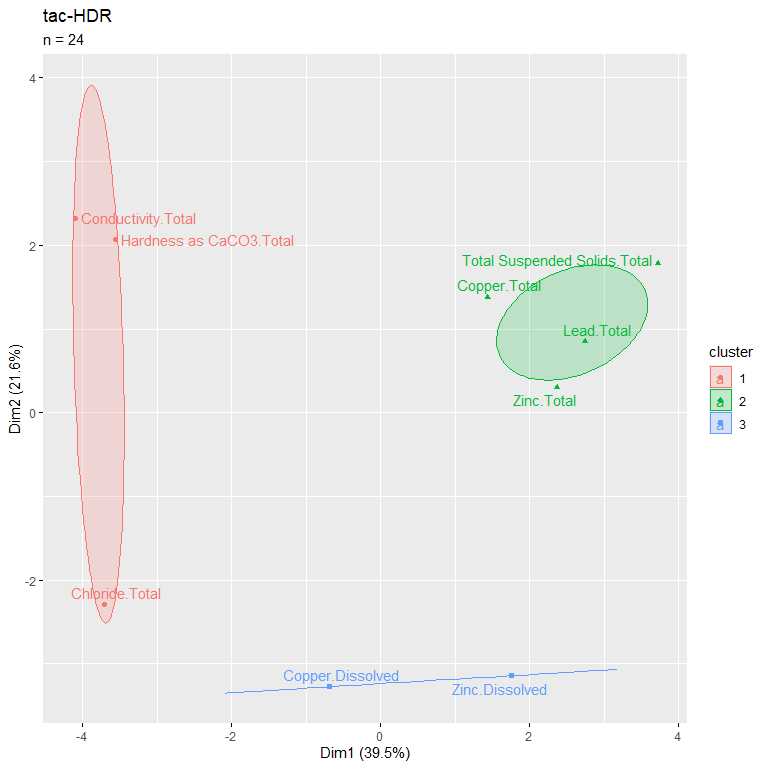 tac-HDR
n = 24
4
2
0
-2
Dim2 (21.6%)
Conductivity.Total
Hardness as CaCO3.Total
Total Suspended Solids.Total
Copper.Total
Lead.Total
Zinc.Total
Chloride.Total
Copper.Dissolved
Zinc.Dissolved
-4
-2
0
2
4
Dim1 (39.5%)
cluster
a 1
a 2
a 3